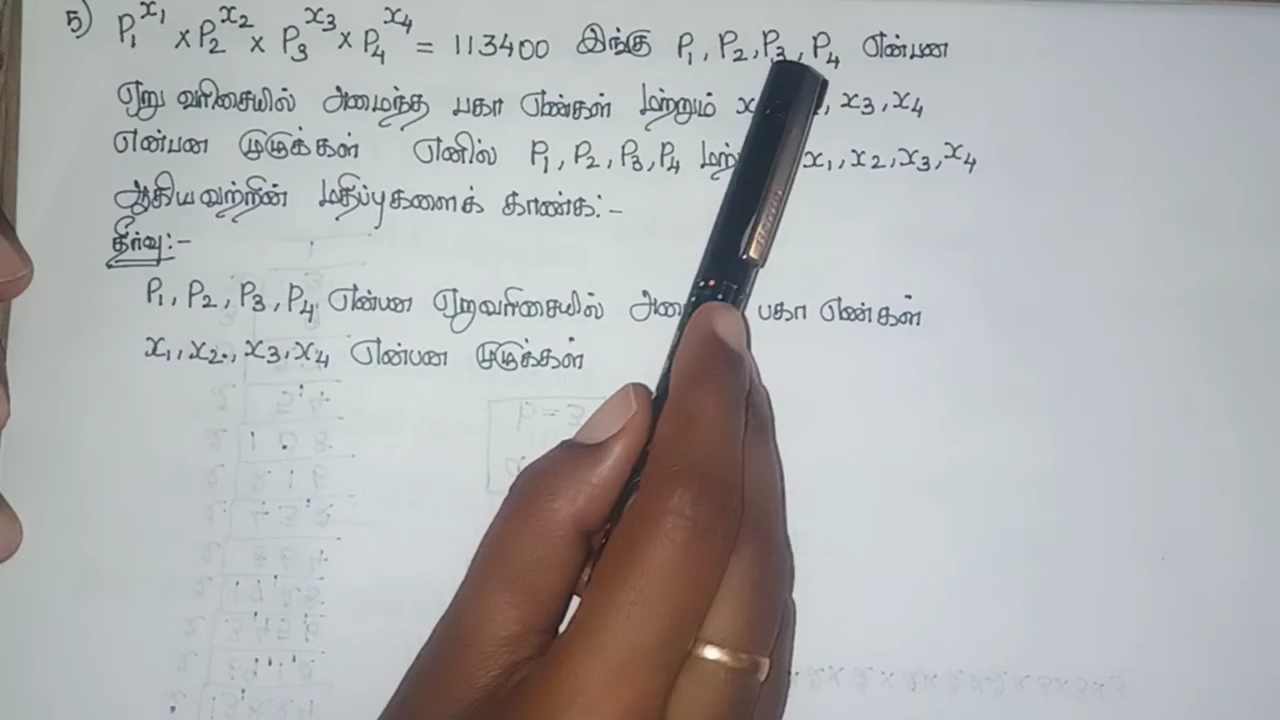 5) P₁^x₁ × P₂^x₂ × P₃^x₃ × P₄^x₄ = 113400 இங்கு P₁, P₂, P₃, P₄ என்பன
ஏறு வரிசையில் அமைந்த பகா எண்கள் மற்றும் x₃, x₄
என்பன முழுக்கள் எனில் P₁, P₂, P₃, P₄ x₁, x₂, x₃, x₄
ஆகியவற்றின் மதிப்புகளைக் காண்க:-
தீர்வு:-
P₁, P₂, P₃, P₄ என்பன ஏறுவரிசையில் பகா எண்கள்
x₁, x₂, x₃, x₄ என்பன முழுக்கள்